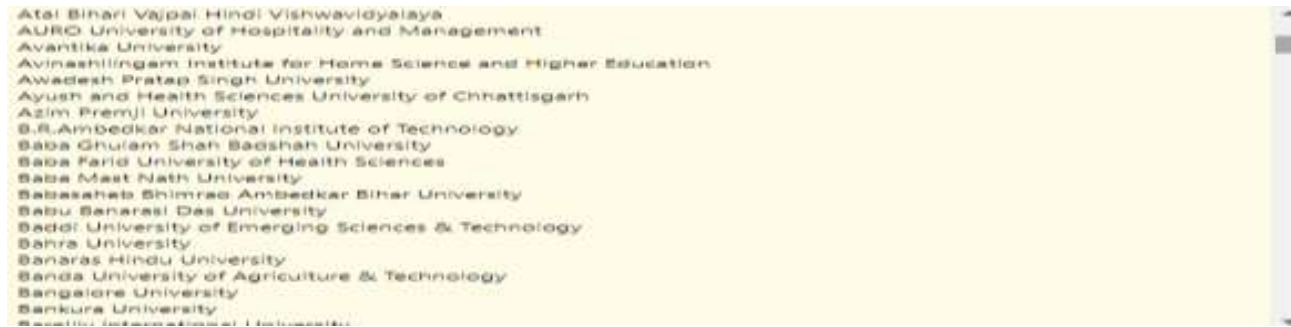 Atal Bihari Vajpai Hindi Vishwavidyalaya
AURO University of Hospitality and Management
Avantika University
Avinashilingam Institute for Home Science and Higher Education
Awadesh Pratap Singh University
Ayush and Health Sciences University of Chhattisgarh
Azim Premji University
B.R.Ambedkar National Institute of Technology
Baba Ghulam Shah Badshah University
Baba Farid University of Health Sciences
Baba Mast Nath University
Babasaheb Bhimrao Ambedkar Bihar University
Babu Banarasi Das University
Baddi University of Emerging Sciences & Technology
Bahra University
Banaras Hindu University
Banda University of Agriculture & Technology
Bangalore University
Bankura University
International University